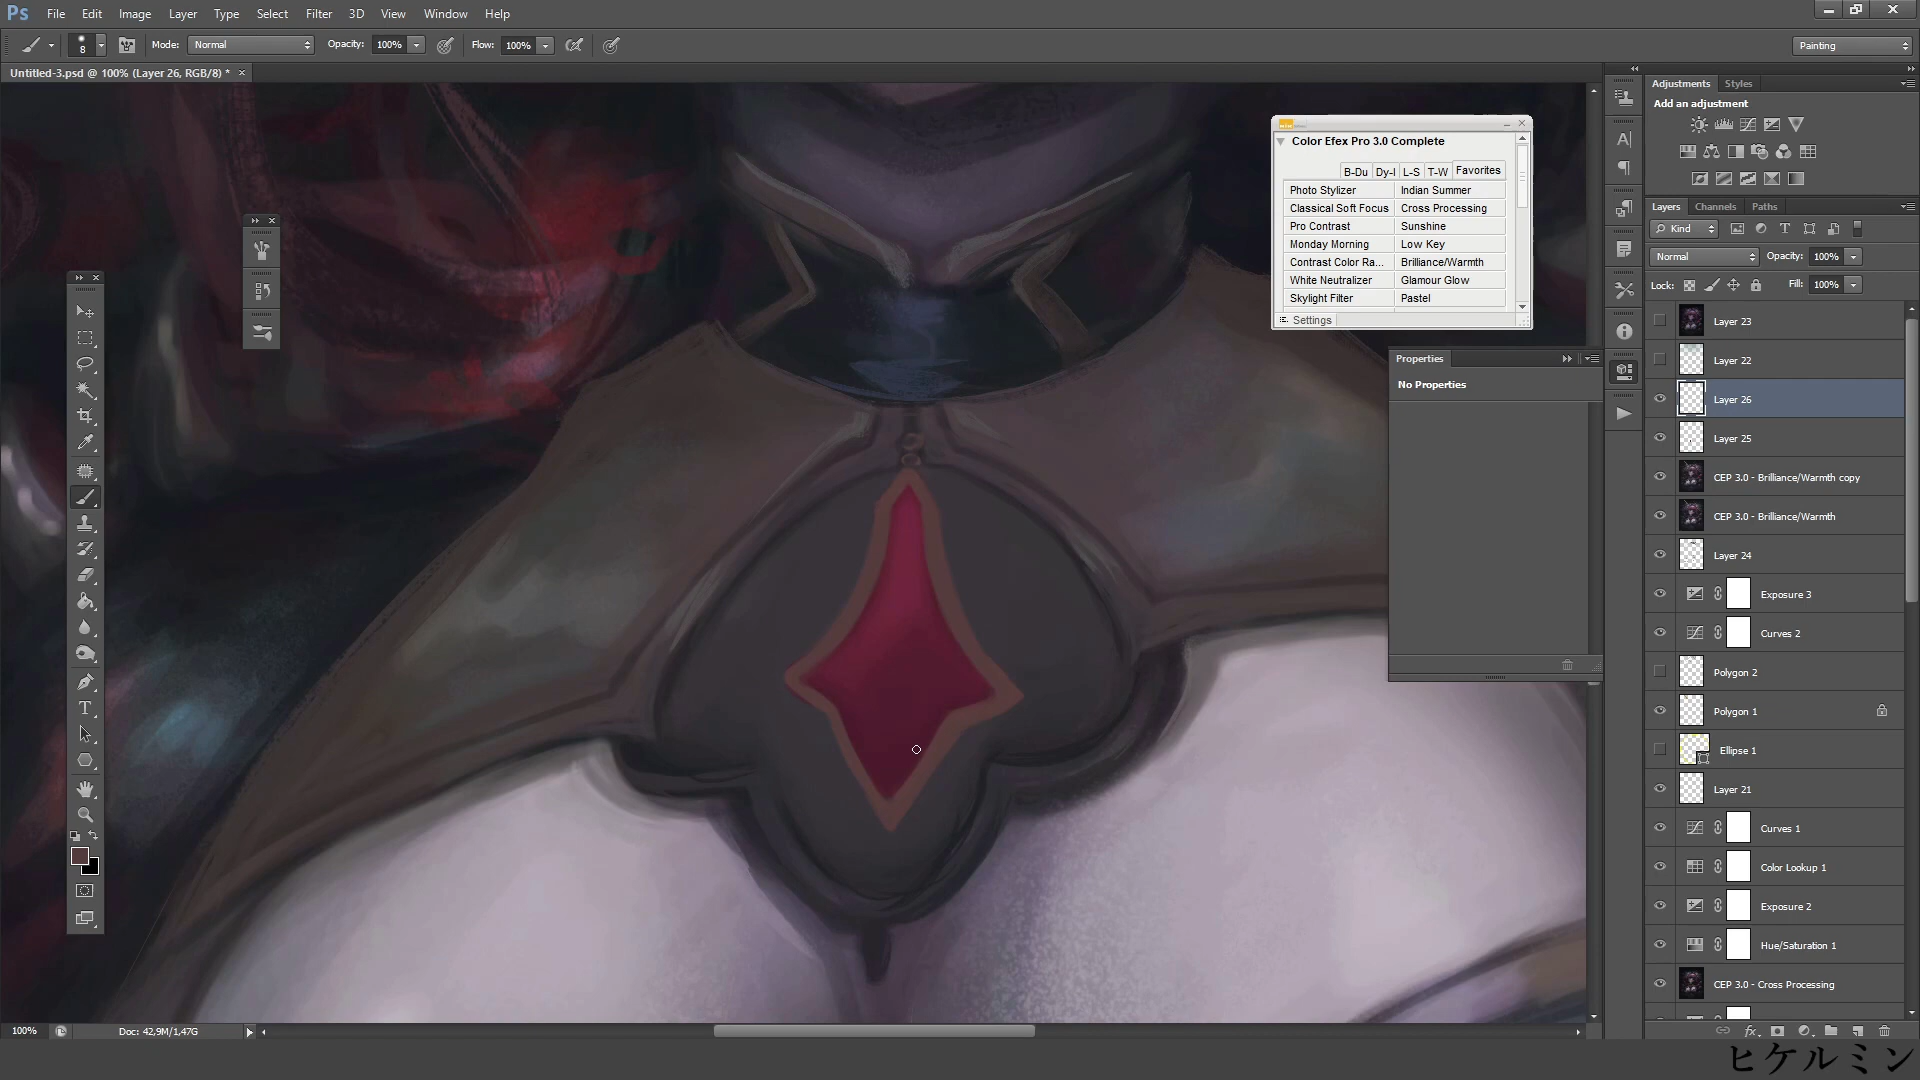 Ps File Edit Image Layer Type Select Filter 3D View Window Help
8 Mode: Normal Opacity: 100% Flow: 100% Painting
Untitled-3.psd @ 100% (Layer 26, RGB/8) * ×
Adjustments Styles
Add an adjustment
Color Efex Pro 3.0 Complete
B-Du Dy-I L-S T-W Favorites
Photo Stylizer Indian Summer
Classical Soft Focus Cross Processing
Pro Contrast Sunshine
Monday Morning Low Key
Contrast Color Ra... Brilliance/Warmth
White Neutralizer Glamour Glow
Skylight Filter Pastel
Settings
Properties
No Properties
Layers Channels Paths
Kind
Normal Opacity: 100%
Lock: Fill: 100%
Layer 23
Layer 22
Layer 26
Layer 25
CEP 3.0 - Brilliance/Warmth copy
CEP 3.0 - Brilliance/Warmth
Layer 24
Exposure 3
Curves 2
Polygon 2
Polygon 1
Ellipse 1
Layer 21
Curves 1
Color Lookup 1
Exposure 2
Hue/Saturation 1
CEP 3.0 - Cross Processing
100% Doc: 42,9M/1,47G
ヒケルミン